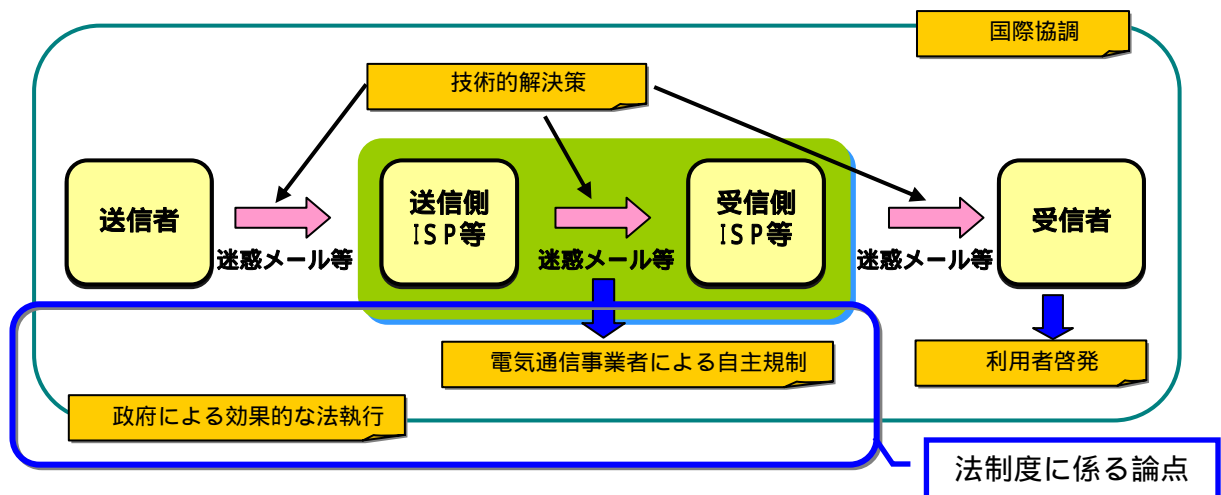 国際協調
技術的解決策
送信者
迷惑メール等
送信側
ISP等
迷惑メール等
受信側
ISP等
迷惑メール等
受信者
電気通信事業者による自主規制
利用者啓発
政府による効果的な法執行
法制度に係る論点